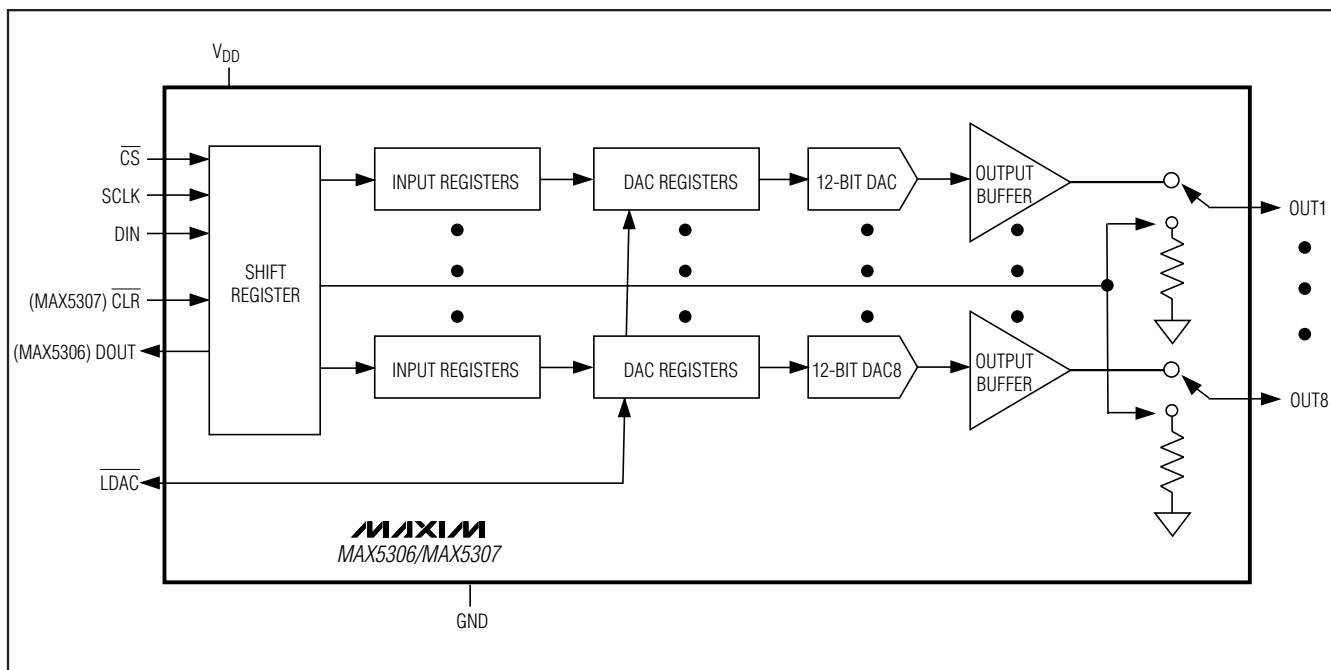 VDD
CS
SCLK
DIN
(MAX5307) CLR
(MAX5306) DOUT
LDAC
SHIFT
REGISTER
INPUT REGISTERS
DAC REGISTERS
12-BIT DAC
OUTPUT
BUFFER
OUT1
INPUT REGISTERS
DAC REGISTERS
12-BIT DAC8
OUTPUT
BUFFER
OUT8
MAXIM
MAX5306/MAX5307
GND